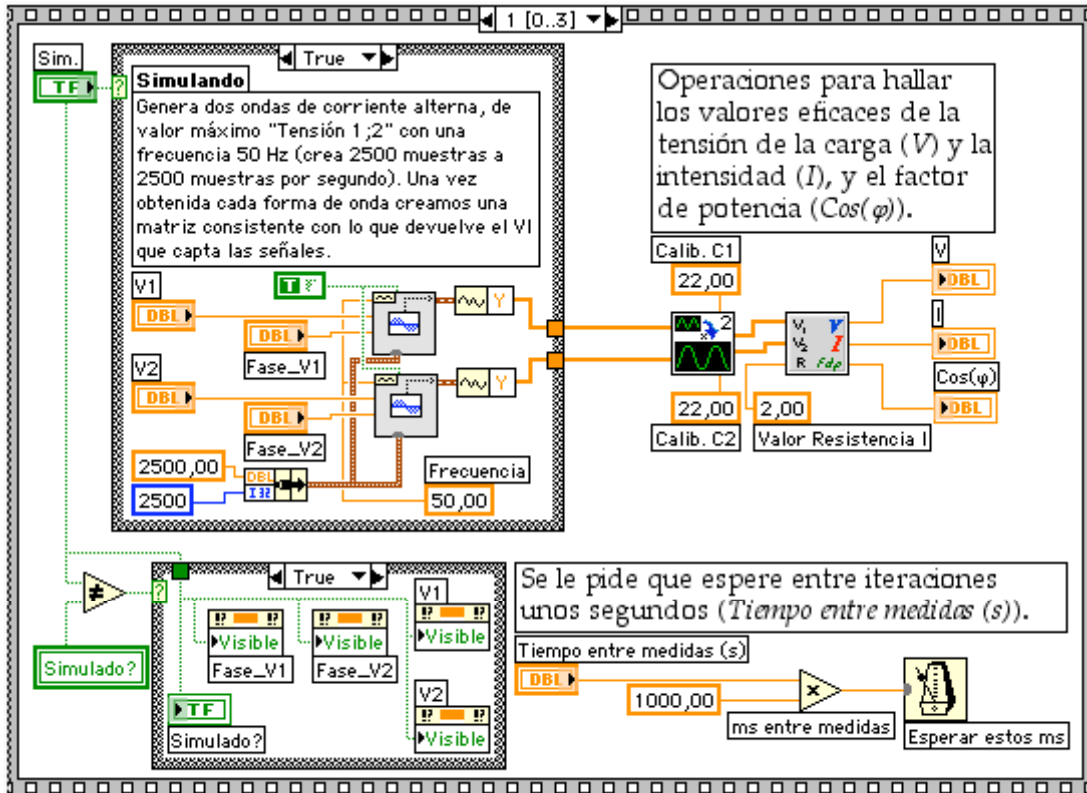 1 [0..3]
Sim.
TF
?
True
Simulando
Genera dos ondas de corriente alterna, de
valor máximo "Tensión 1;2" con una
frecuencia 50 Hz (crea 2500 muestras a
2500 muestras por segundo). Una vez
obtenida cada forma de onda creamos una
matriz consistente con lo que devuelve el VI
que capta las señales.
V1
DBL
T
Y
DBL
Fase_V1
V2
DBL
Y
DBL
Fase_V2
2500,00
DBL
2500
I32
Frecuencia
50,00
Operaciones para hallar
los valores eficaces de la
tensión de la carga (V) y la
intensidad (I), y el factor
de potencia (Cos(φ)).
Calib. C1
22,00
2
x
22,00
Calib. C2
V1 V
V2 I
R Fdp
2,00
Valor Resistencia I
V
DBL
I
DBL
Cos(φ)
DBL
≠
?
Simulado?
True
!? !?
Visible
Fase_V1
!? !?
Visible
Fase_V2
V1
!? !?
Visible
V2
!? !?
Visible
TF
Simulado?
Se le pide que espere entre iteraciones
unos segundos (Tiempo entre medidas (s)).
Tiempo entre medidas (s)
DBL
1000,00
x
ms entre medidas
Esperar estos ms